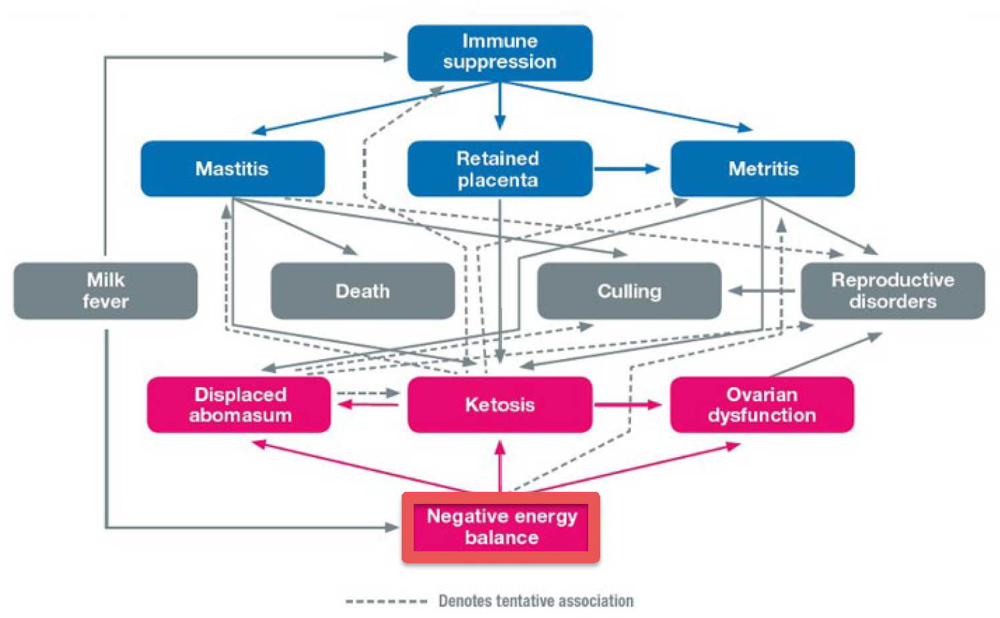 Immune
suppression
Mastitis
Retained
placenta
Metritis
Milk
fever
Death
Culling
Reproductive
disorders
Displaced
abomasum
Ketosis
Ovarian
dysfunction
Negative energy
balance
Denotes tentative association